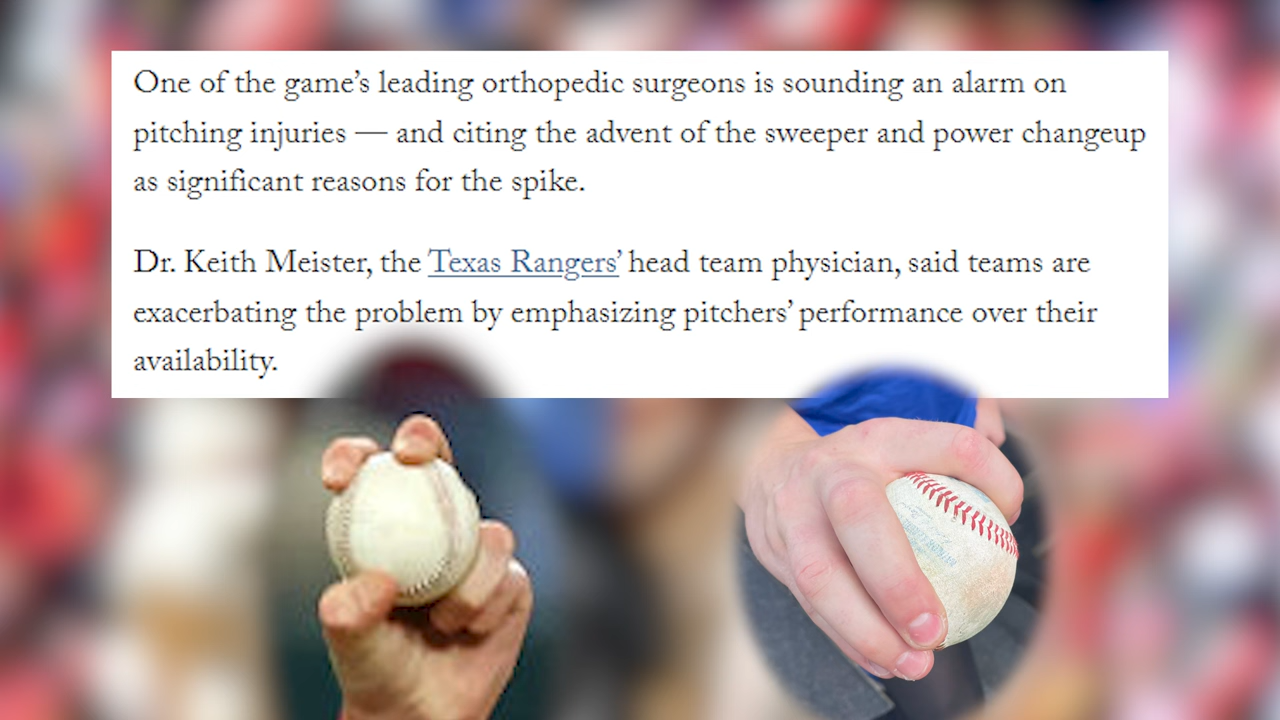 One of the game’s leading orthopedic surgeons is sounding an alarm on
pitching injuries — and citing the advent of the sweeper and power changeup
as significant reasons for the spike.
Dr. Keith Meister, the Texas Rangers’ head team physician, said teams are
exacerbating the problem by emphasizing pitchers’ performance over their
availability.